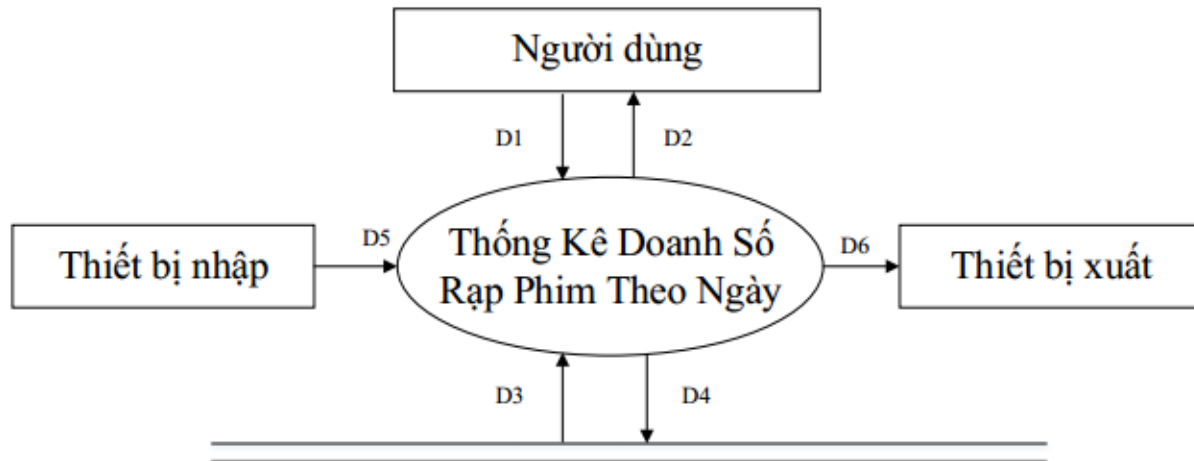 Người dùng
D1
D2
Thiết bị nhập
D5
Thống Kê Doanh Số
Rạp Phim Theo Ngày
D6
Thiết bị xuất
D3
D4